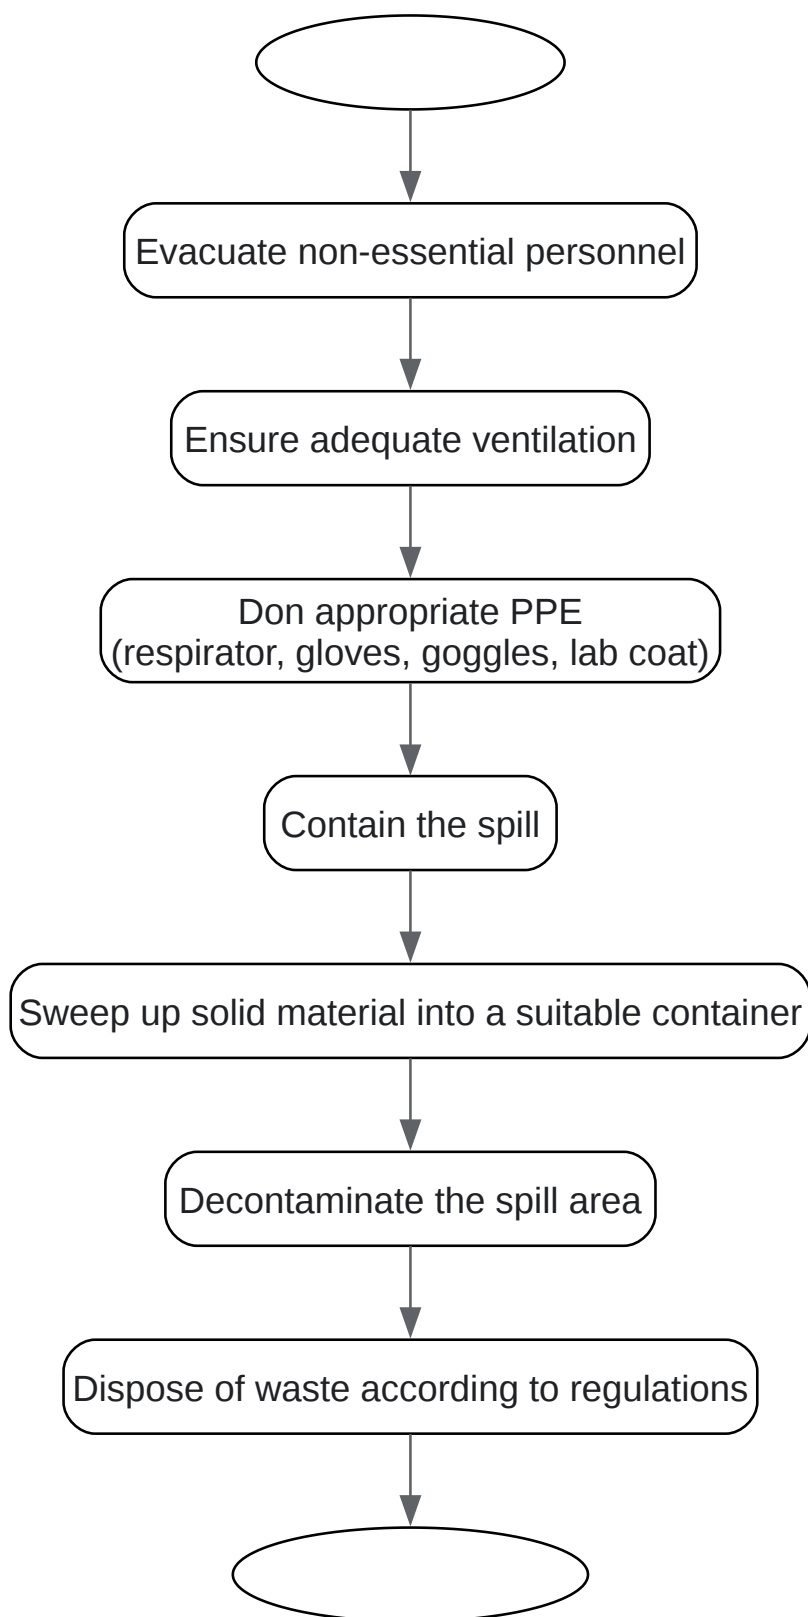 Evacuate non-essential personnel
Ensure adequate ventilation
Don appropriate PPE
(respirator, gloves, goggles, lab coat)
Contain the spill
Sweep up solid material into a suitable container
Decontaminate the spill area
Dispose of waste according to regulations